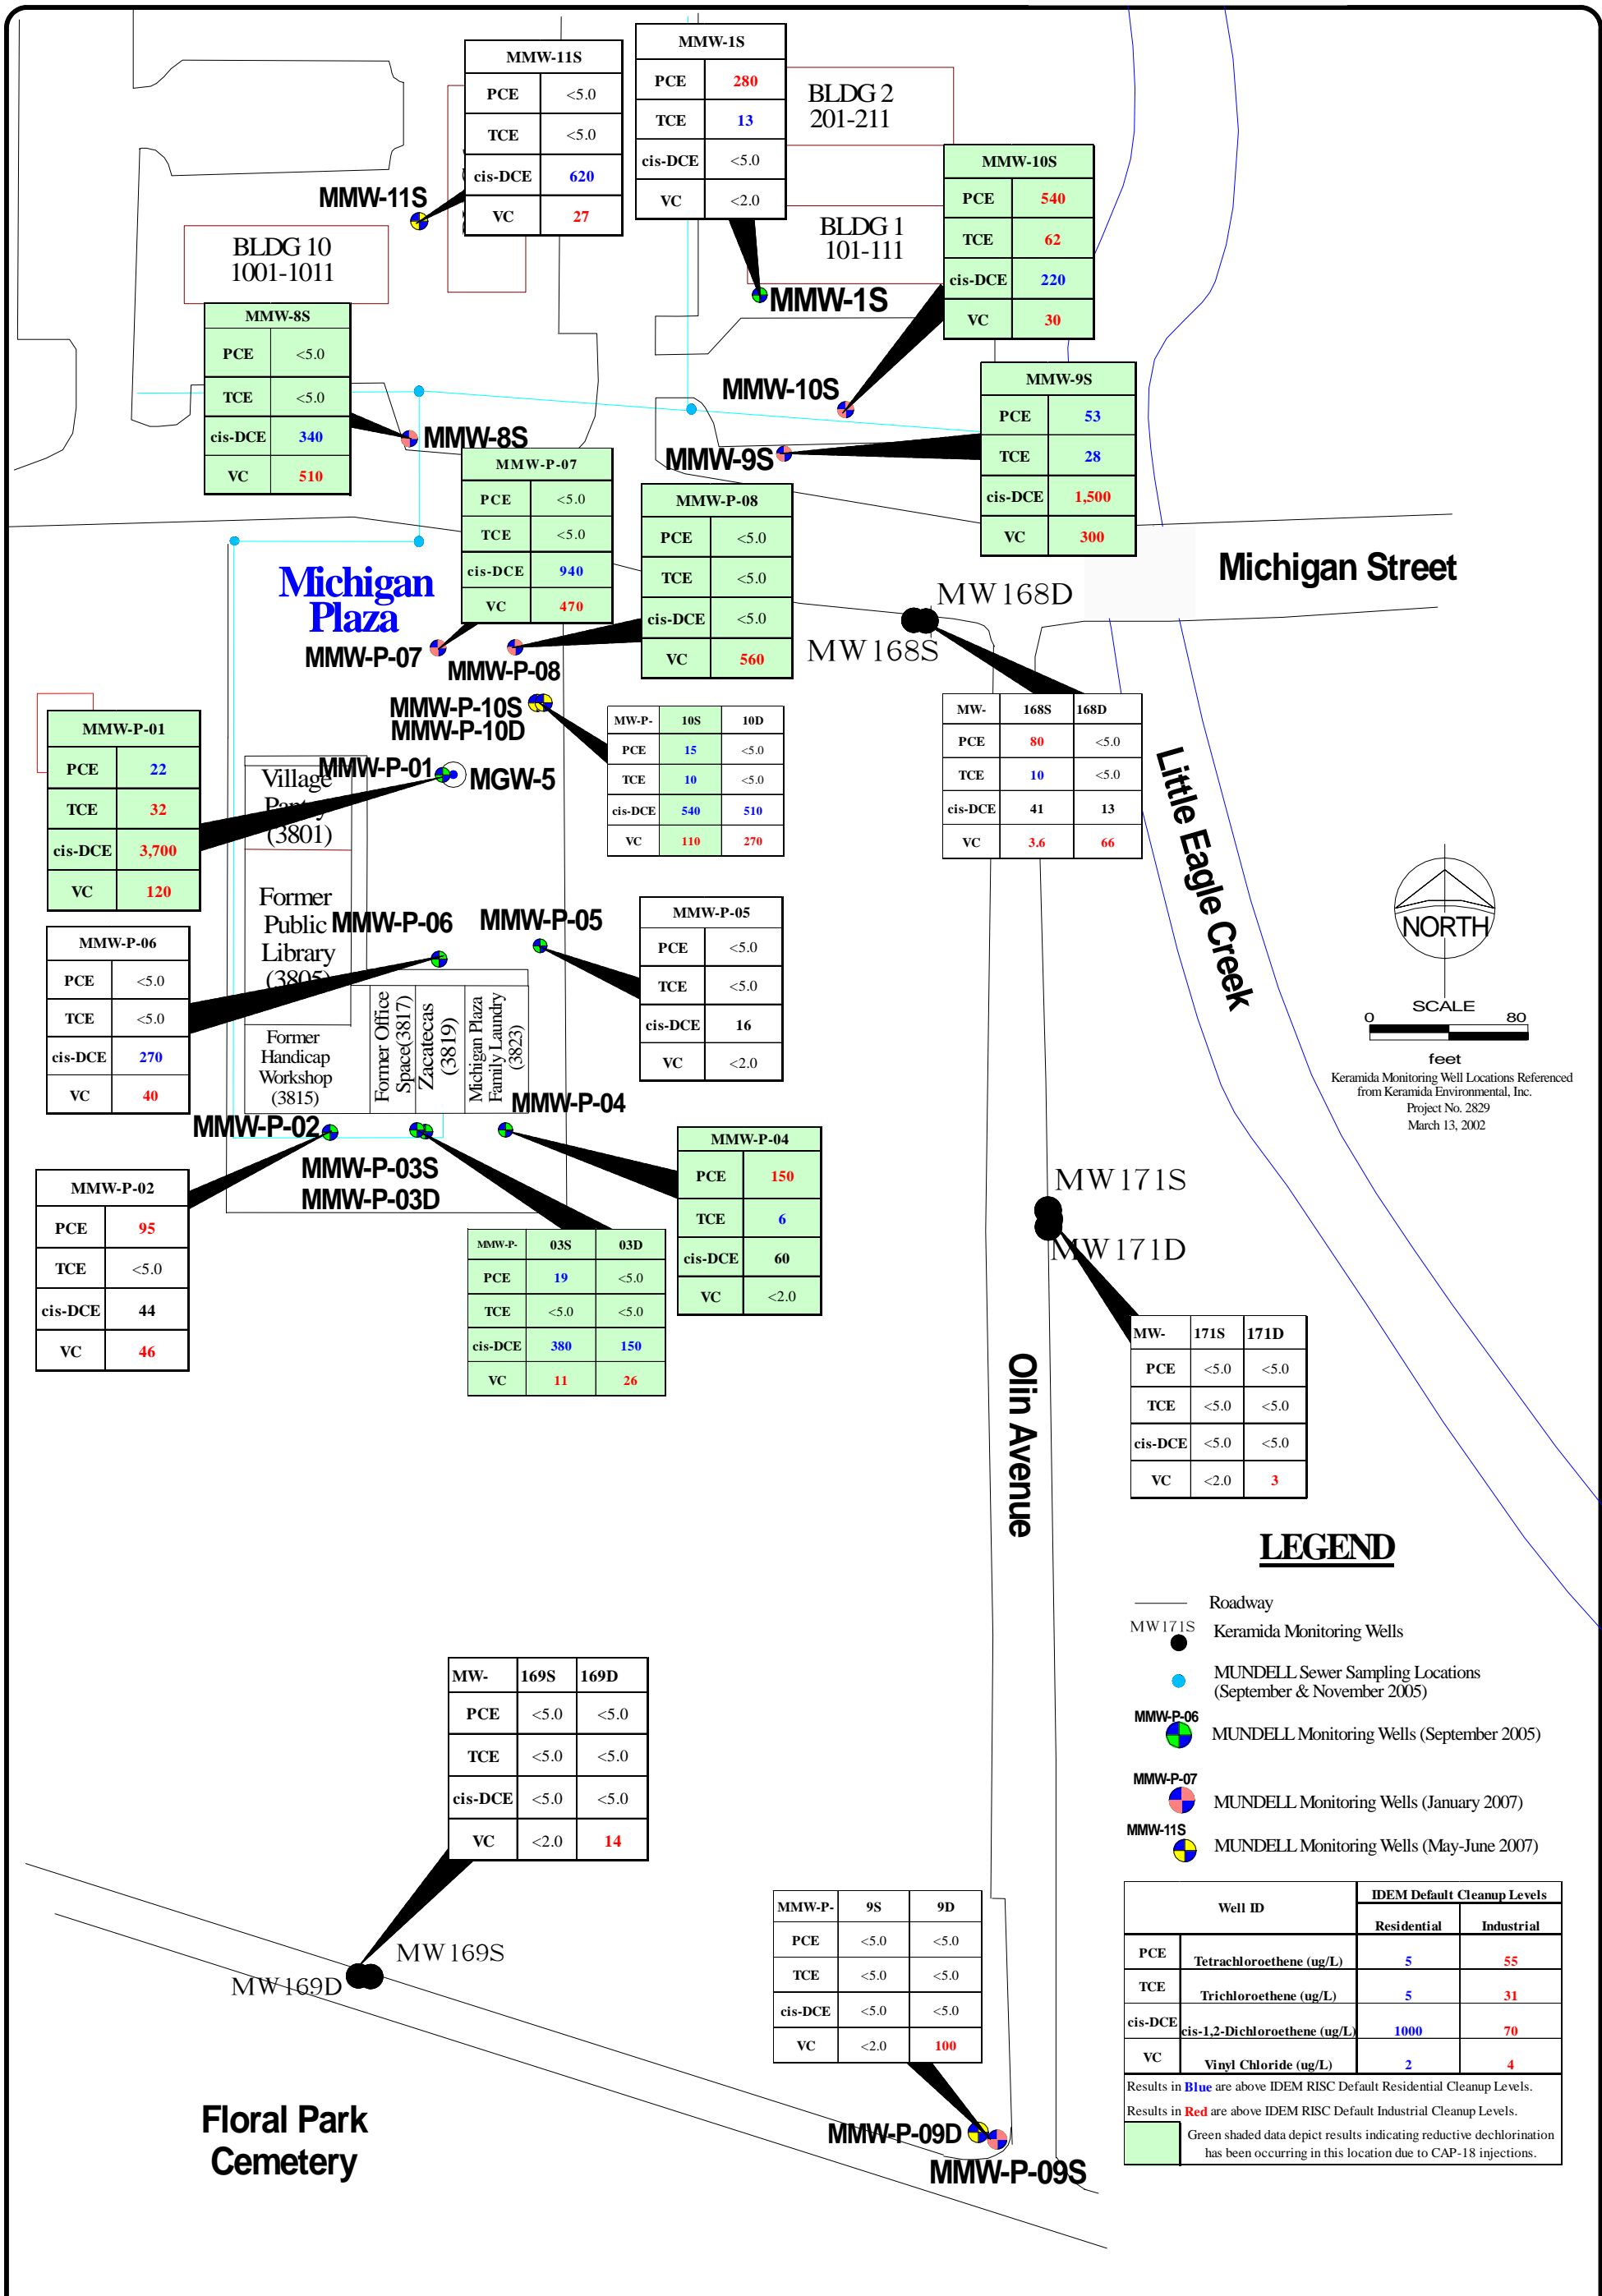 MMW-11S
PCE <5.0
TCE <5.0
cis-DCE 620
VC 27
MMW-1S
PCE 280
TCE 13
cis-DCE <5.0
VC <2.0
BLDG 2
201-211
MMW-10S
PCE 540
TCE 62
cis-DCE 220
VC 30
MMW-11S
BLDG 10
1001-1011
BLDG 1
101-111
MMW-1S
MMW-8S
PCE <5.0
TCE <5.0
cis-DCE 340
VC 510
MMW-10S
MMW-9S
PCE 53
TCE 28
cis-DCE 1,500
VC 300
MMW-8S
MMW-9S
MMW-P-07
PCE <5.0
TCE <5.0
cis-DCE 940
VC 470
MMW-P-08
PCE <5.0
TCE <5.0
cis-DCE <5.0
VC 560
Michigan Street
Michigan
Plaza
MW168D
MW168S
MMW-P-07
MMW-P-08
MMW-P-10S
MMW-P-10D
MW-P- 10S 10D
PCE 15 <5.0
TCE 10 <5.0
cis-DCE 540 510
VC 110 270
MW- 168S 168D
PCE 80 <5.0
TCE 10 <5.0
cis-DCE 41 13
VC 3.6 66
MMW-P-01
PCE 22
TCE 32
cis-DCE 3,700
VC 120
MMW-P-01
MGW-5
Village
(3801)
Little Eagle Creek
NORTH
SCALE
0 80
feet
Keramida Monitoring Well Locations Referenced
from Keramida Environmental, Inc.
Project No. 2829
March 13, 2002
Former
Public
Library
(3805)
MMW-P-06
MMW-P-05
MMW-P-05
PCE <5.0
TCE <5.0
cis-DCE 16
VC <2.0
MMW-P-06
PCE <5.0
TCE <5.0
cis-DCE 270
VC 40
Former
Handicap
Workshop
(3815)
Former Office
Space(3817)
Zacatecas
(3819)
Michigan Plaza
Family Laundry
(3823)
MMW-P-04
MMW-P-02
MMW-P-03S
MMW-P-03D
MMW-P-04
PCE 150
TCE 6
cis-DCE 60
VC <2.0
MMW-P-02
PCE 95
TCE <5.0
cis-DCE 44
VC 46
MMW-P- 03S 03D
PCE 19 <5.0
TCE <5.0 <5.0
cis-DCE 380 150
VC 11 26
MW171S
MW171D
MW- 171S 171D
PCE <5.0 <5.0
TCE <5.0 <5.0
cis-DCE <5.0 <5.0
VC <2.0 3
Olin Avenue
LEGEND
Roadway
MW171S
Keramida Monitoring Wells
MUNDELL Sewer Sampling Locations
(September & November 2005)
MMW-P-06
MUNDELL Monitoring Wells (September 2005)
MMW-P-07
MUNDELL Monitoring Wells (January 2007)
MMW-11S
MUNDELL Monitoring Wells (May-June 2007)
MW- 169S 169D
PCE <5.0 <5.0
TCE <5.0 <5.0
cis-DCE <5.0 <5.0
VC <2.0 14
MW169S
MW169D
MMW-P- 9S 9D
PCE <5.0 <5.0
TCE <5.0 <5.0
cis-DCE <5.0 <5.0
VC <2.0 100
MMW-P-09D
MMW-P-09S
Floral Park
Cemetery
Well ID IDEM Default Cleanup Levels
Residential Industrial
PCE Tetrachloroethene (ug/L) 5 55
TCE Trichloroethene (ug/L) 5 31
cis-DCE cis-1,2-Dichloroethene (ug/L) 1000 70
VC Vinyl Chloride (ug/L) 2 4
Results in Blue are above IDEM RISC Default Residential Cleanup Levels.
Results in Red are above IDEM RISC Default Industrial Cleanup Levels.
Green shaded data depict results indicating reductive dechlorination
has been occurring in this location due to CAP-18 injections.